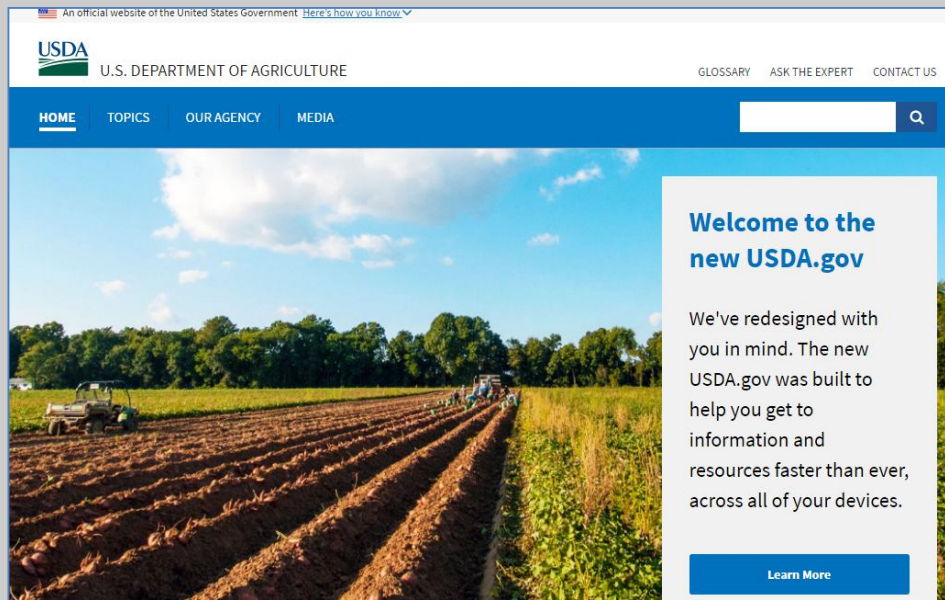 An official website of the United States Government Here's how you know
USDA
U.S. DEPARTMENT OF AGRICULTURE
GLOSSARY ASK THE EXPERT CONTACT US
HOME TOPICS OUR AGENCY MEDIA
Welcome to the
new USDA.gov
We've redesigned with
you in mind. The new
USDA.gov was built to
help you get to
information and
resources faster than ever,
across all of your devices.
Learn More